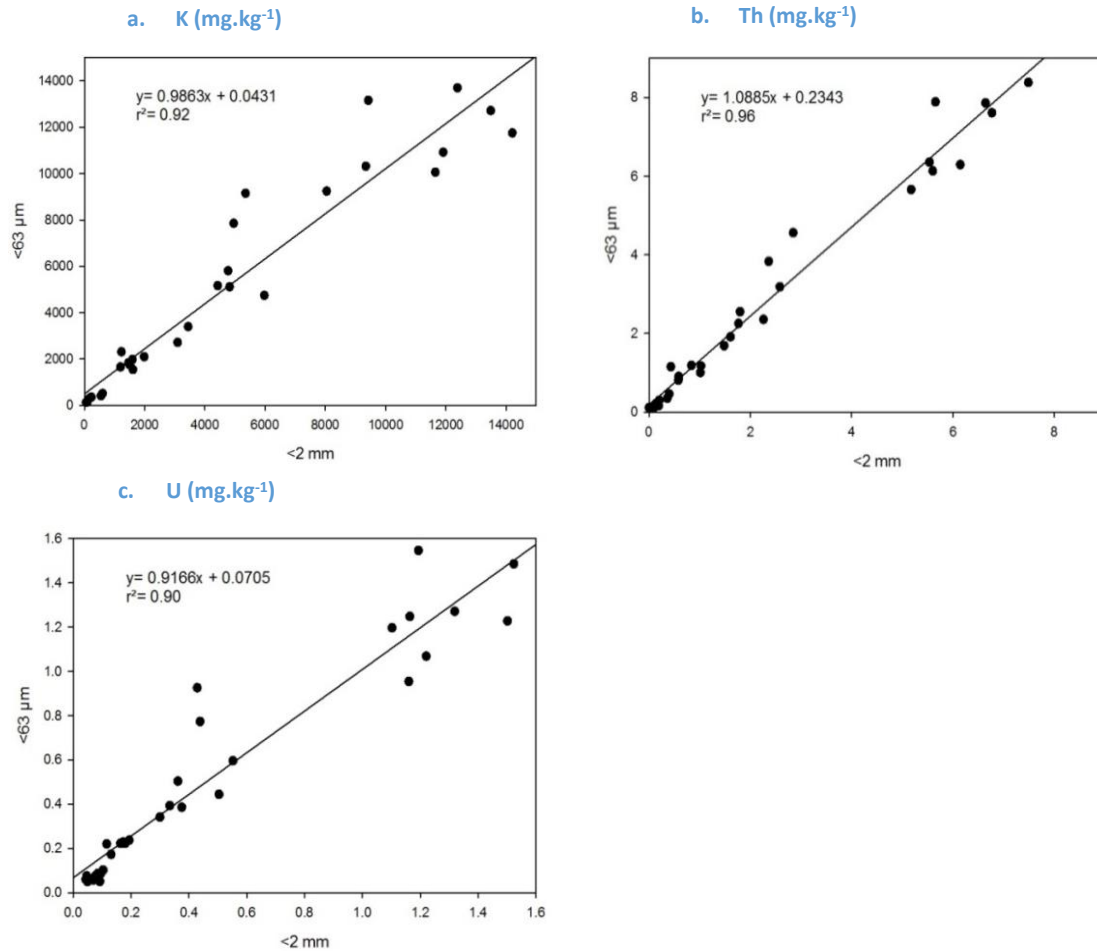 a. K (mg.kg-1)
14000
12000
10000
8000
6000
4000
2000
0
<63 µm
y= 0.9863x + 0.0431
r²= 0.92
0 2000 4000 6000 8000 10000 12000 14000
<2 mm
b. Th (mg.kg-1)
8
6
4
2
0
<63 µm
y= 1.0885x + 0.2343
r²= 0.96
0 2 4 6 8
<2 mm
c. U (mg.kg-1)
1.6
1.4
1.2
1.0
0.8
0.6
0.4
0.2
0.0
<63 µm
y= 0.9166x + 0.0705
r²= 0.90
0.0 0.2 0.4 0.6 0.8 1.0 1.2 1.4 1.6
<2 mm